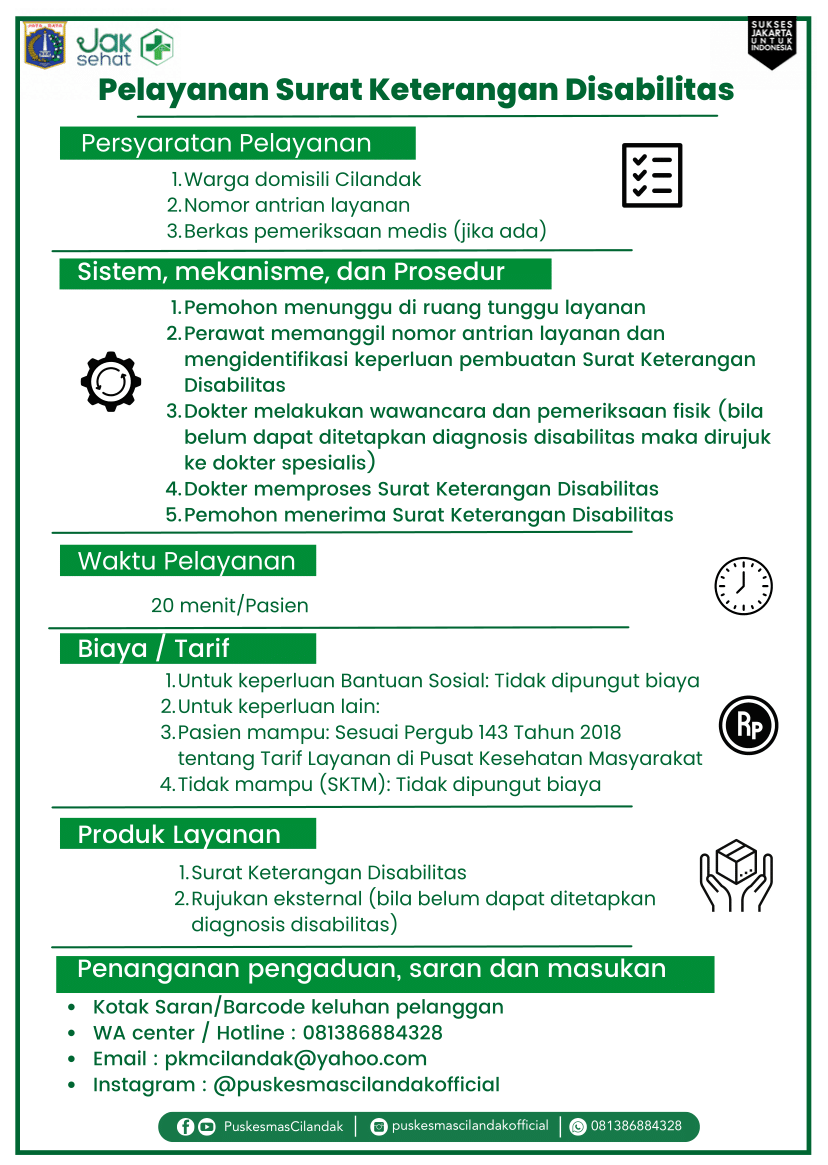 JAYA RAYA
Jak
sehat
SUKSES
JAKARTA
UNTUK
INDONESIA
Pelayanan Surat Keterangan Disabilitas
Persyaratan Pelayanan
1.Warga domisili Cilandak
2.Nomor antrian layanan
3.Berkas pemeriksaan medis (jika ada)
Sistem, mekanisme, dan Prosedur
1.Pemohon menunggu di ruang tunggu layanan
2.Perawat memanggil nomor antrian layanan dan
mengidentifikasi keperluan pembuatan Surat Keterangan
Disabilitas
3.Dokter melakukan wawancara dan pemeriksaan fisik (bila
belum dapat ditetapkan diagnosis disabilitas maka dirujuk
ke dokter spesialis)
4.Dokter memproses Surat Keterangan Disabilitas
5.Pemohon menerima Surat Keterangan Disabilitas
Waktu Pelayanan
20 menit/Pasien
Biaya / Tarif
1.Untuk keperluan Bantuan Sosial: Tidak dipungut biaya
2.Untuk keperluan lain:
3.Pasien mampu: Sesuai Pergub 143 Tahun 2018
tentang Tarif Layanan di Pusat Kesehatan Masyarakat
4.Tidak mampu (SKTM): Tidak dipungut biaya
Rp
Produk Layanan
1.Surat Keterangan Disabilitas
2.Rujukan eksternal (bila belum dapat ditetapkan
diagnosis disabilitas)
Penanganan pengaduan, saran dan masukan
• Kotak Saran/Barcode keluhan pelanggan
• WA center / Hotline : 081386884328
• Email : pkmcilandak@yahoo.com
• Instagram : @puskesmascilandakofficial
PuskesmasCilandak | puskesmascilandakofficial | 081386884328